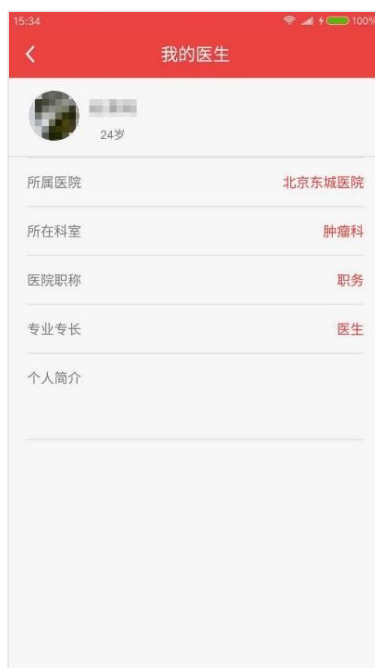 15:34
100%
我的医生
24岁
所属医院 北京东城医院
所在科室 肿瘤科
医院职称 职务
专业专长 医生
个人简介